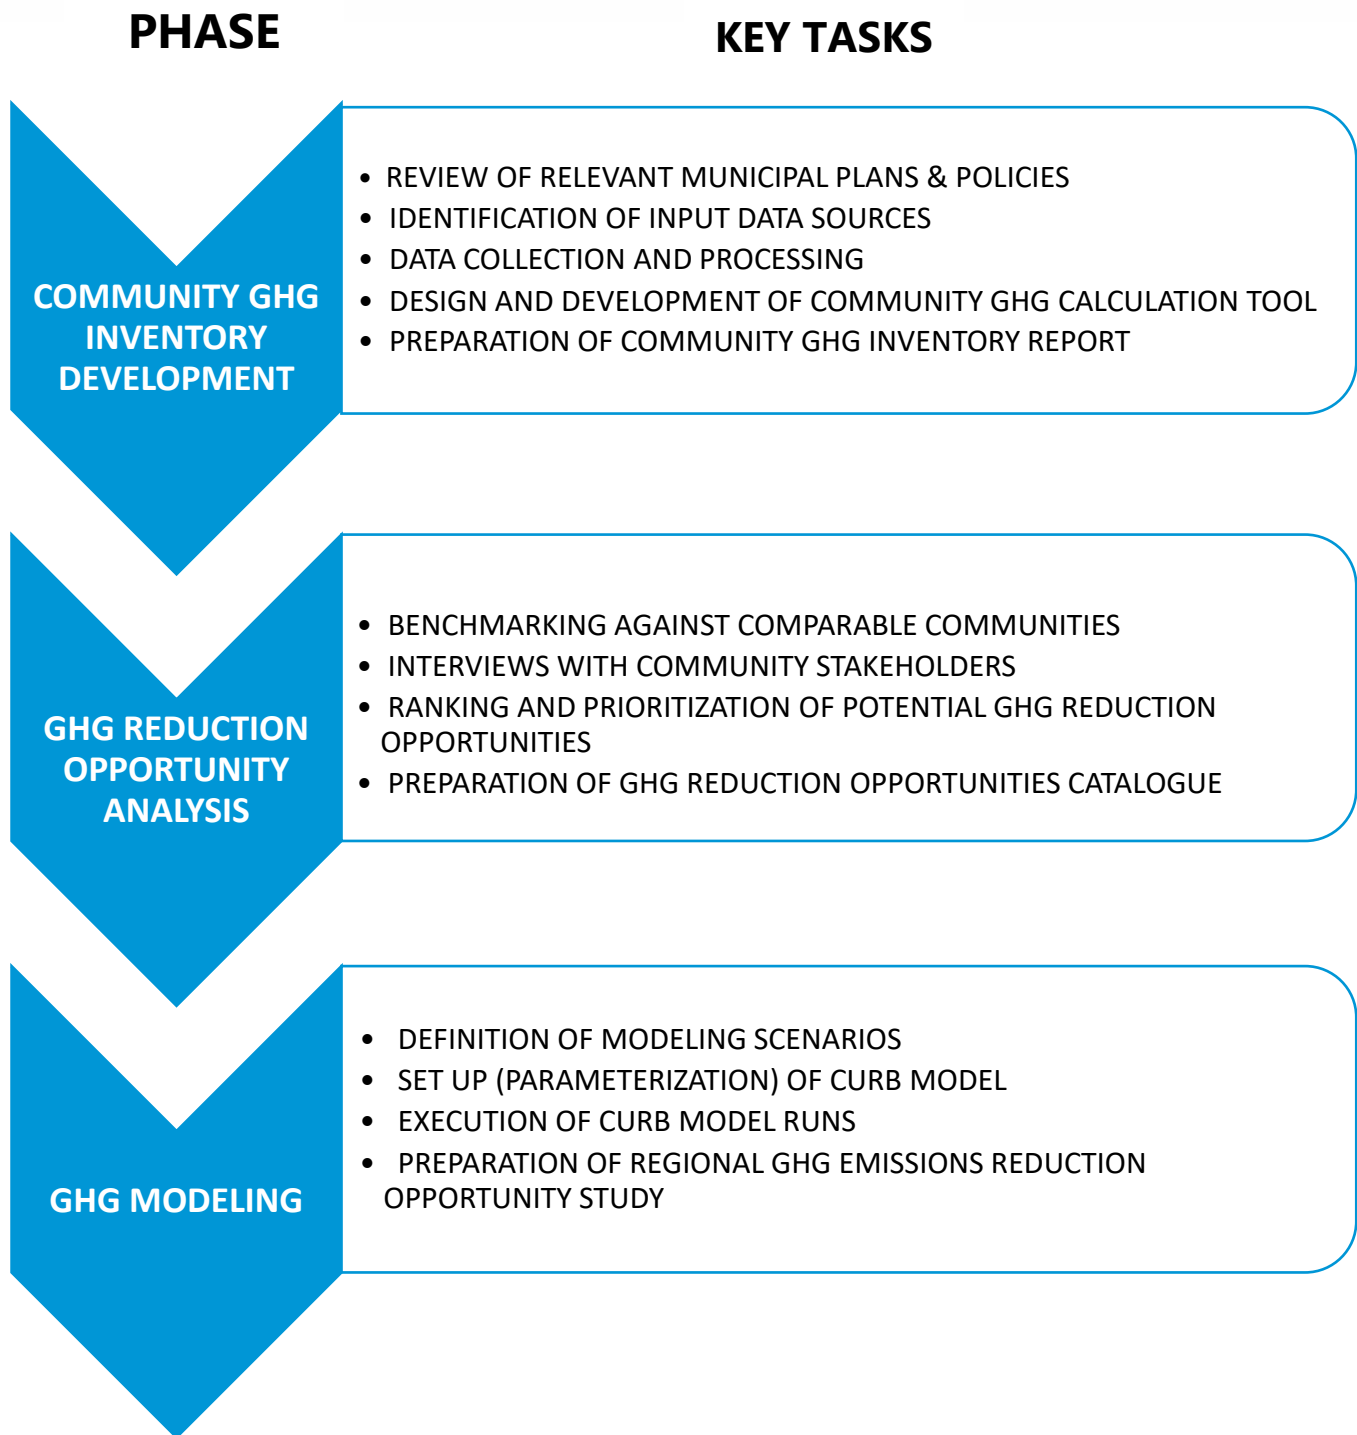 PHASE
KEY TASKS
COMMUNITY GHG
INVENTORY
DEVELOPMENT
• REVIEW OF RELEVANT MUNICIPAL PLANS & POLICIES
• IDENTIFICATION OF INPUT DATA SOURCES
• DATA COLLECTION AND PROCESSING
• DESIGN AND DEVELOPMENT OF COMMUNITY GHG CALCULATION TOOL
• PREPARATION OF COMMUNITY GHG INVENTORY REPORT
GHG REDUCTION
OPPORTUNITY
ANALYSIS
• BENCHMARKING AGAINST COMPARABLE COMMUNITIES
• INTERVIEWS WITH COMMUNITY STAKEHOLDERS
• RANKING AND PRIORITIZATION OF POTENTIAL GHG REDUCTION
OPPORTUNITIES
• PREPARATION OF GHG REDUCTION OPPORTUNITIES CATALOGUE
GHG MODELING
• DEFINITION OF MODELING SCENARIOS
• SET UP (PARAMETERIZATION) OF CURB MODEL
• EXECUTION OF CURB MODEL RUNS
• PREPARATION OF REGIONAL GHG EMISSIONS REDUCTION
OPPORTUNITY STUDY